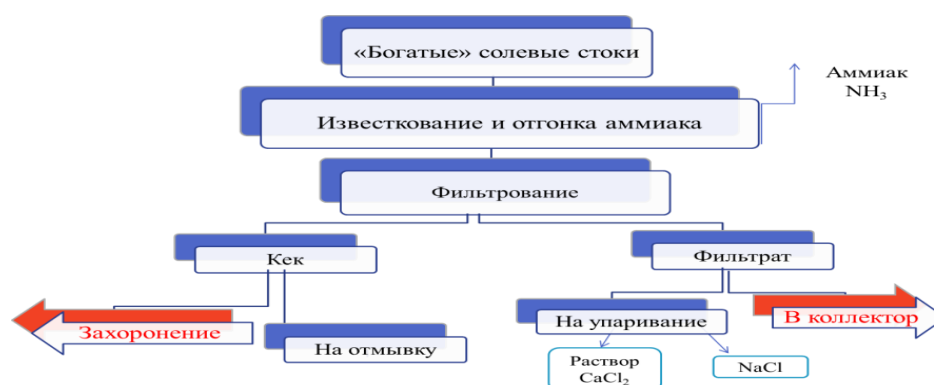 «Богатые» солевые стоки
Аммиак
NH₃
Известкование и отгонка аммиака
Фильтрование
Кек
Фильтрат
Захоронение
На отмывку
На упаривание
В коллектор
Раствор
CaCl₂
NaCl